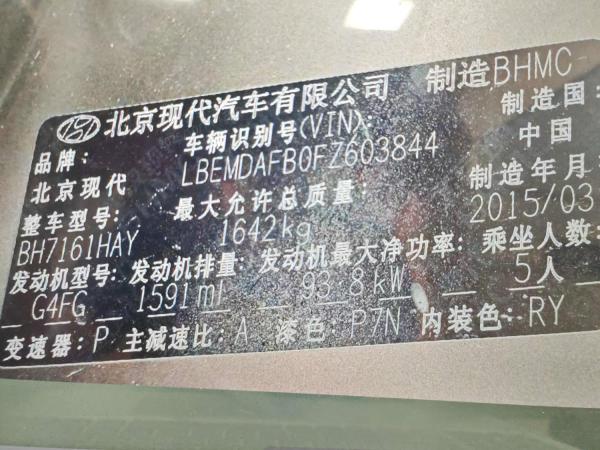 北京现代汽车有限公司 制造BHMC
品牌: 车辆识别号(VIN): 制造国:
北京现代 LBEMDAFB0FZ603844 中国
整车型号: 最大允许总质量: 制造年月
BH7161HAY 1642kg 2015/03
发动机型号: 发动机排量: 发动机最大净功率: 乘坐人数:
G4FG 1591ml 93.8kW 5人
变速器: P 主减速比: A 漆色: P7N 内装色: RY